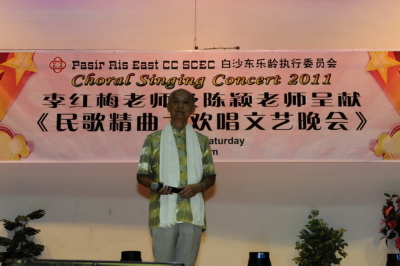 Pasir Ris East CC SCEC 白沙东乐龄执行委员会
Choral Singing Concert 2011
李红梅老师 陈颖老师呈献
《民歌精曲 欢唱文艺晚会》
turday
m